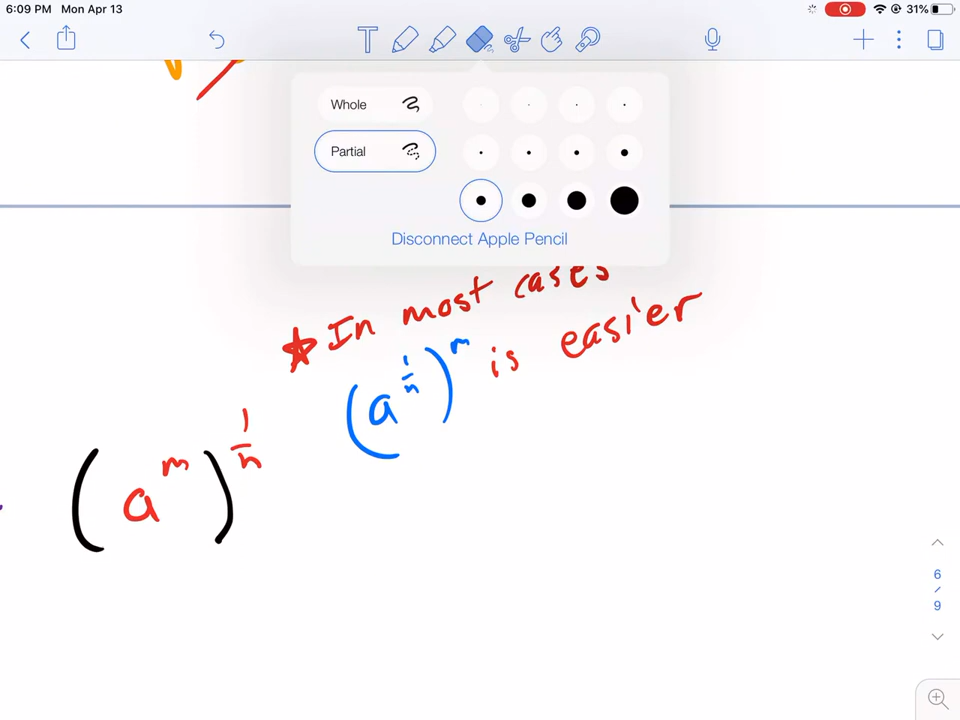 6:09 PM Mon Apr 13
31%
T
Whole
Partial
Disconnect Apple Pencil
★ In most cases
(a^{1/n})^m is easier
(a^m)^{1/n}
6
/
9